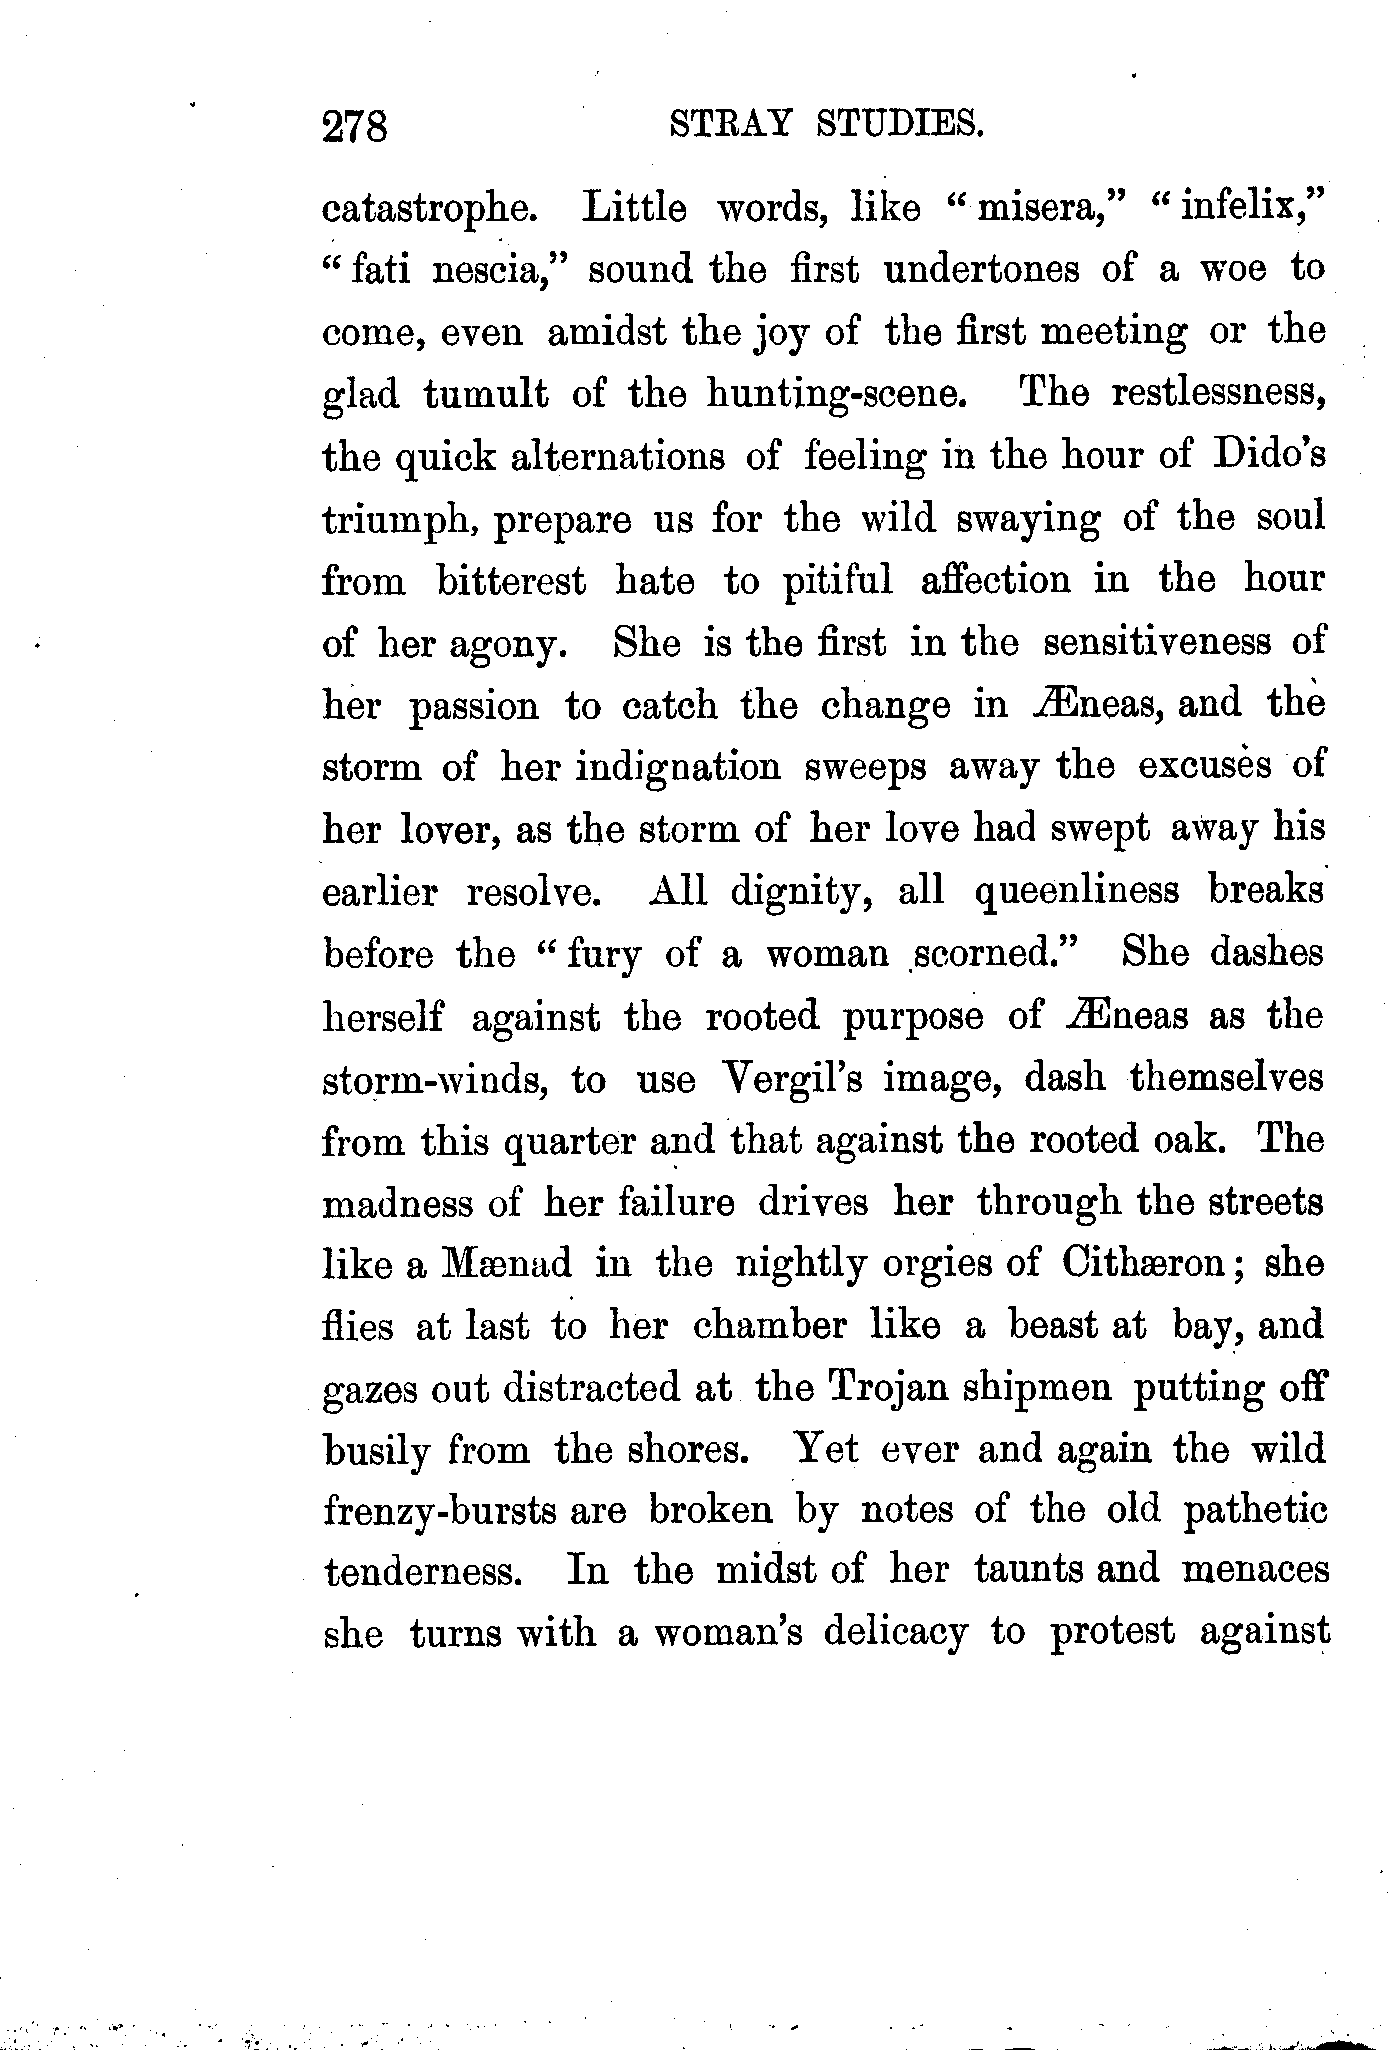 278 STRAY STUDIES.
catastrophe. Little words, like “ misera,” “ infelix,”
“ fati nescia,” sound the first undertones of a woe to
come, even amidst the joy of the first meeting or the
glad tumult of the hunting-scene. The restlessness,
the quick alternations of feeling in the hour of Dido’s
triumph, prepare us for the wild swaying of the soul
from bitterest hate to pitiful affection in the hour
of her agony. She is the first in the sensitiveness of
her passion to catch the change in Æneas, and the
storm of her indignation sweeps away the excuses of
her lover, as the storm of her love had swept away his
earlier resolve. All dignity, all queenliness breaks
before the “ fury of a woman scorned.” She dashes
herself against the rooted purpose of Æneas as the
storm-winds, to use Vergil’s image, dash themselves
from this quarter and that against the rooted oak. The
madness of her failure drives her through the streets
like a Mænad in the nightly orgies of Cithæron; she
flies at last to her chamber like a beast at bay, and
gazes out distracted at the Trojan shipmen putting off
busily from the shores. Yet ever and again the wild
frenzy-bursts are broken by notes of the old pathetic
tenderness. In the midst of her taunts and menaces
she turns with a woman’s delicacy to protest against